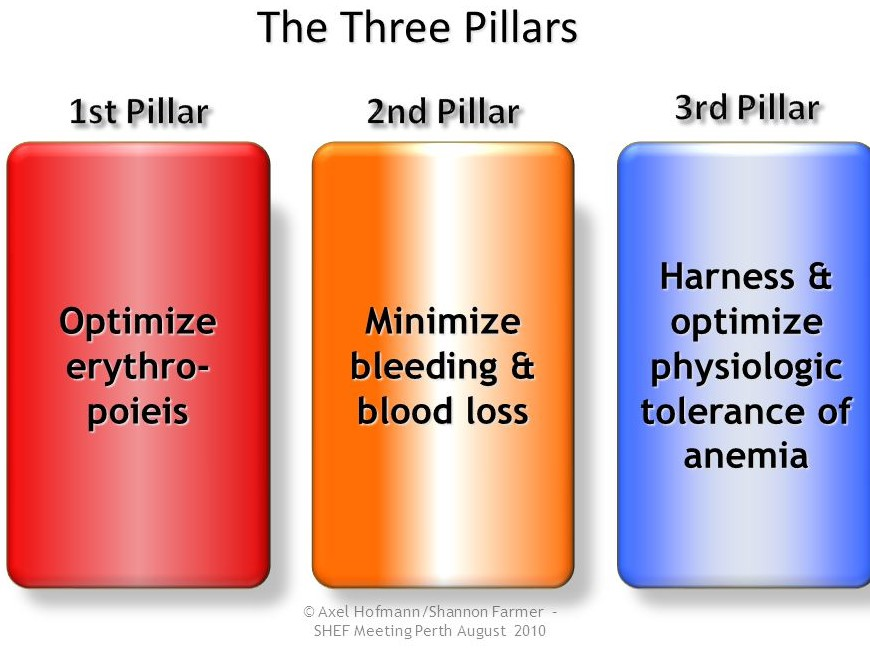 The Three Pillars
1st Pillar
2nd Pillar
3rd Pillar
Optimize
erythro-
poieis
Minimize
bleeding &
blood loss
Harness &
optimize
physiologic
tolerance of
anemia
© Axel Hofmann/Shannon Farmer -
SHEF Meeting Perth August 2010